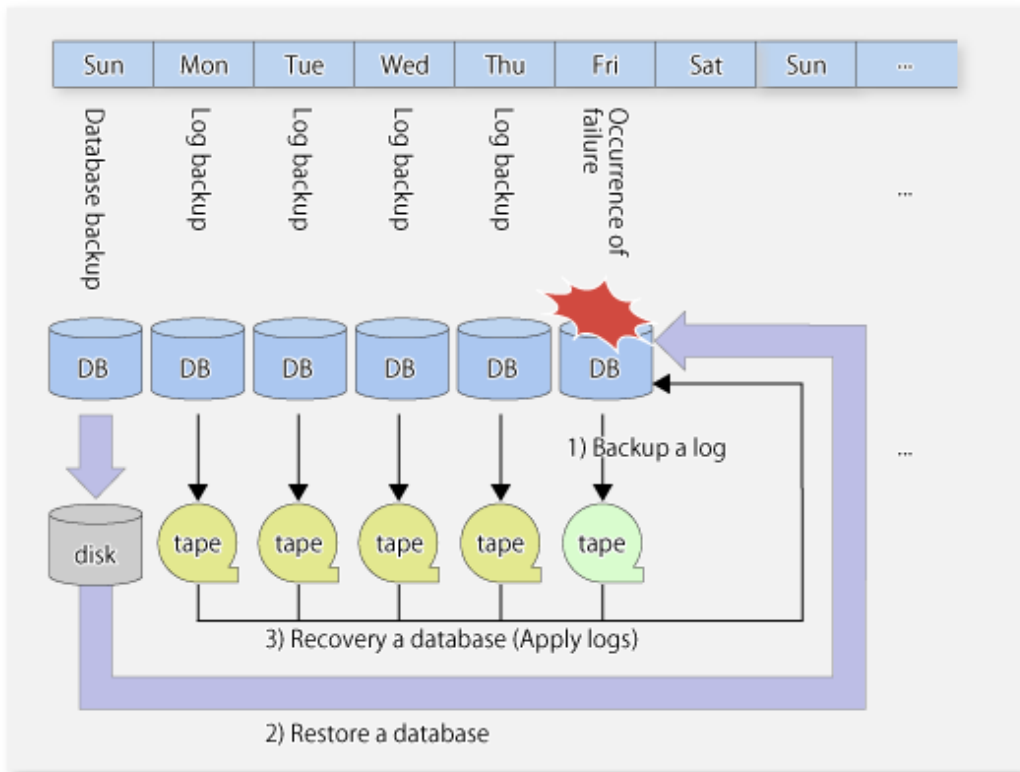 Sun Mon Tue Wed Thu Fri Sat Sun ...
Database backup
Log backup
Log backup
Log backup
Log backup
Occurrence of
failure
...
DB DB DB DB DB DB
1) Backup a log
...
disk tape tape tape tape tape
3) Recovery a database (Apply logs)
2) Restore a database